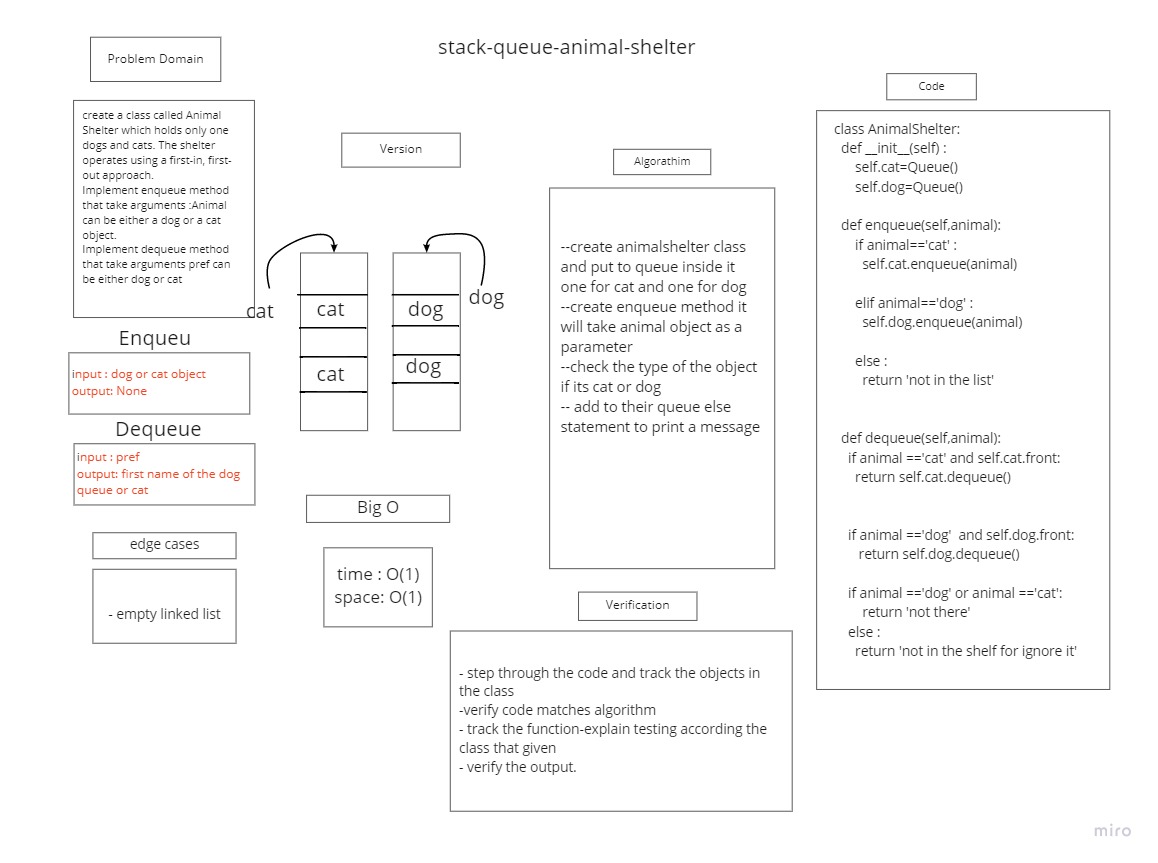 stack-queue-animal-shelter
Problem Domain
create a class called Animal
Shelter which holds only one
dogs and cats. The shelter
operates using a first-in, first-
out approach.
Implement enqueue method
that take arguments :Animal
can be either a dog or a cat
object.
Implement dequeue method
that take arguments pref can
be either dog or cat
Enqueu
input : dog or cat object
output: None
Dequeue
input : pref
output: first name of the dog
queue or cat
edge cases
- empty linked list
Version
cat
cat
cat
dog
dog
dog
Big O
time : O(1)
space: O(1)
Algorathim
--create animalshelter class
and put to queue inside it
one for cat and one for dog
--create enqueue method it
will take animal object as a
parameter
--check the type of the object
if its cat or dog
-- add to their queue else
statement to print a message
Verification
- step through the code and track the objects in
the class
-verify code matches algorithm
- track the function-explain testing according the
class that given
- verify the output.
Code
class AnimalShelter:
def __init__(self) :
self.cat=Queue()
self.dog=Queue()
def enqueue(self,animal):
if animal=='cat' :
self.cat.enqueue(animal)
elif animal=='dog' :
self.dog.enqueue(animal)
else :
return 'not in the list'
def dequeue(self,animal):
if animal =='cat' and self.cat.front:
return self.cat.dequeue()
if animal =='dog'  and self.dog.front:
return self.dog.dequeue()
if animal =='dog' or animal =='cat':
return 'not there'
else :
return 'not in the shelf for ignore it'
miro